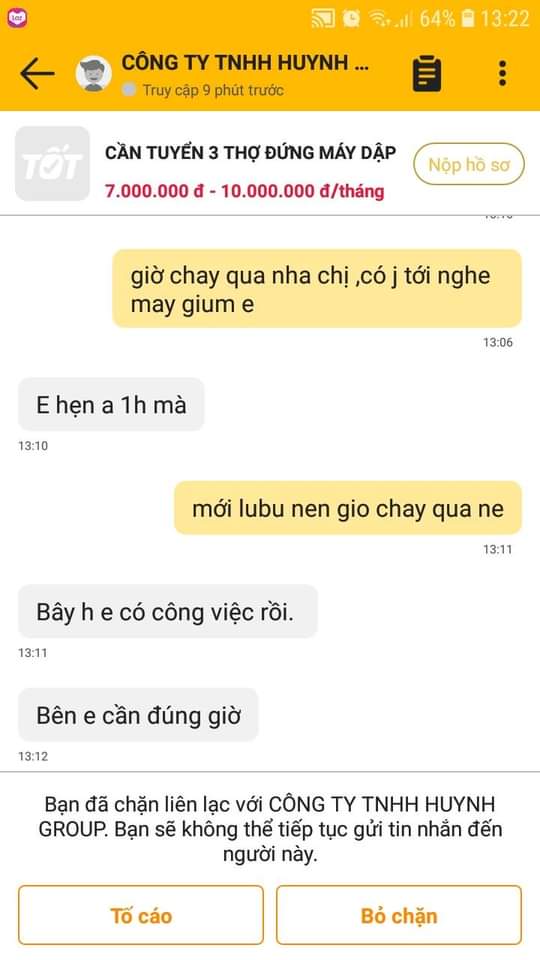 64% 13:22
CÔNG TY TNHH HUYNH ...
Truy cập 9 phút trước
TỐT
CẦN TUYỂN 3 THỢ ĐỨNG MÁY DẬP
7.000.000 đ - 10.000.000 đ/tháng
Nộp hồ sơ
giờ chay qua nha chị ,có j tới nghe
may gium e
13:06
E hẹn a 1h mà
13:10
mới lubu nen gio chay qua ne
13:11
Bây h e có công việc rồi.
13:11
Bên e cần đúng giờ
13:12
Bạn đã chặn liên lạc với CÔNG TY TNHH HUYNH
GROUP. Bạn sẽ không thể tiếp tục gửi tin nhắn đến
người này.
Tố cáo
Bỏ chặn